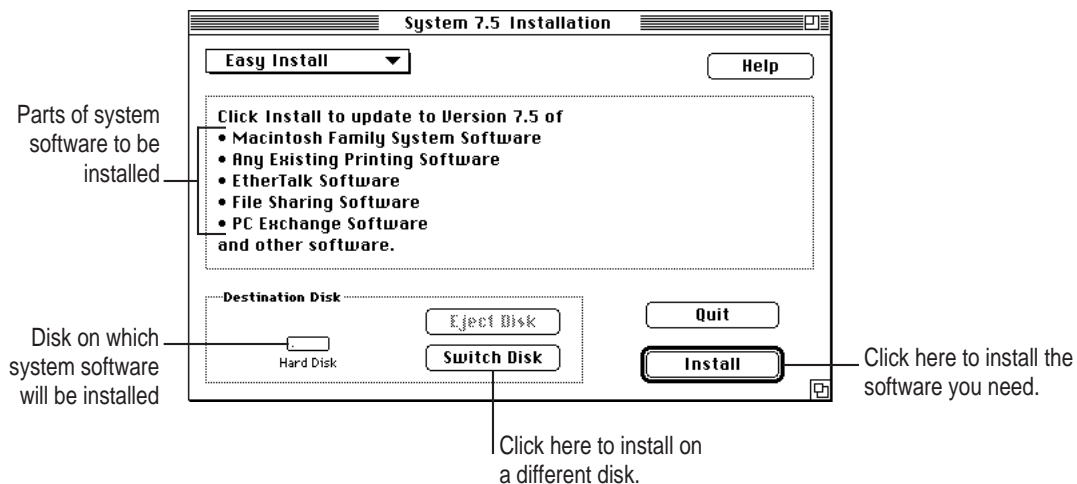 System 7.5 Installation
Easy Install
Help
Parts of system
software to be
installed
Click Install to update to Version 7.5 of
• Macintosh Family System Software
• Any Existing Printing Software
• EtherTalk Software
• File Sharing Software
• PC Exchange Software
and other software.
Destination Disk
Eject Disk
Quit
Disk on which
system software
will be installed
Hard Disk
Switch Disk
Install
Click here to install the
software you need.
Click here to install on
a different disk.